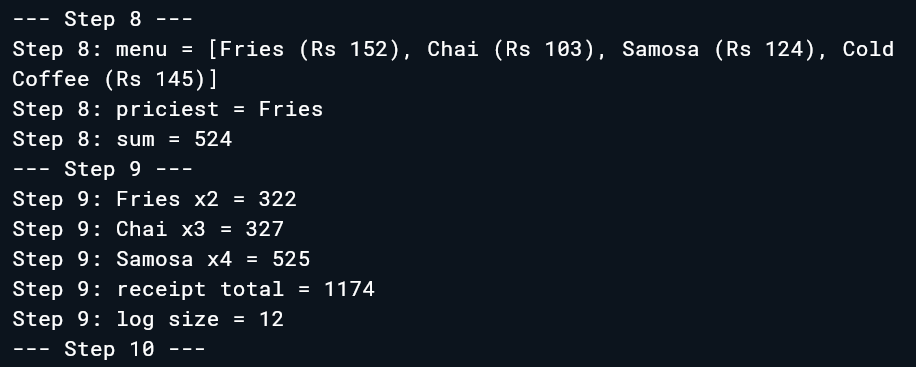 --- Step 8 ---
Step 8: menu = [Fries (Rs 152), Chai (Rs 103), Samosa (Rs 124), Cold
Coffee (Rs 145)]
Step 8: priciest = Fries
Step 8: sum = 524
--- Step 9 ---
Step 9: Fries x2 = 322
Step 9: Chai x3 = 327
Step 9: Samosa x4 = 525
Step 9: receipt total = 1174
Step 9: log size = 12
--- Step 10 ---